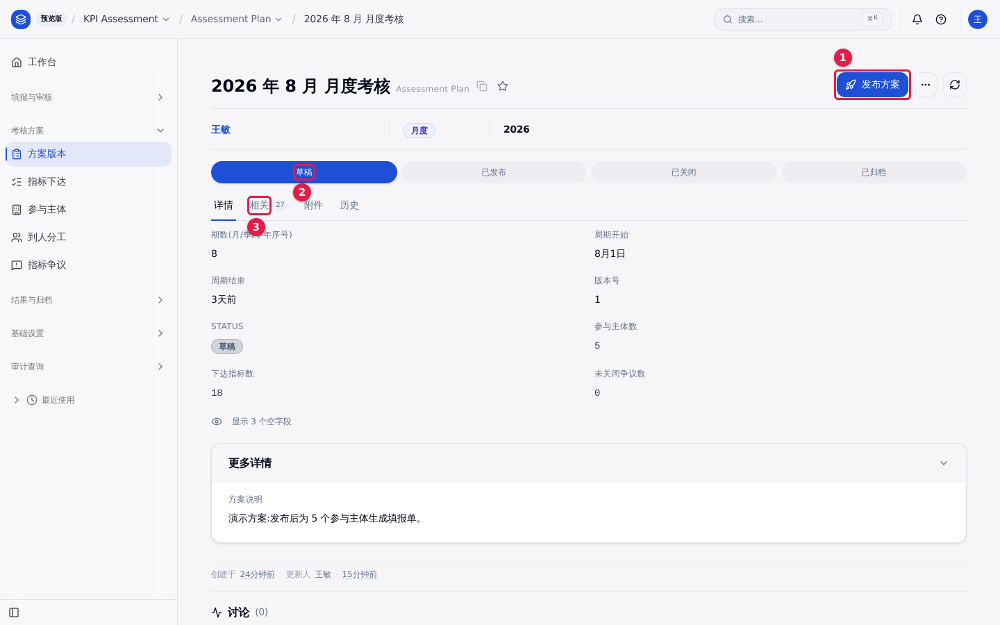 预览版 / KPI Assessment / Assessment Plan / 2026 年 8 月 月度考核
搜索... ⌘K
王
工作台
填报与审核
考核方案
方案版本
指标下达
参与主体
到人分工
指标争议
结果与归档
基础设置
审计查询
最近使用
1
2026 年 8 月 月度考核 Assessment Plan
发布方案
王敏 月度 2026
草稿 已发布 已关闭 已归档
2
详情 相关 27 附件 历史
3
期数(月/季/半年序号) 周期开始
8 8月1日
周期结束 版本号
3天前 1
STATUS 参与主体数
草稿 5
下达指标数 未关闭争议数
18 0
显示 3 个空字段
更多详情
方案说明
演示方案:发布后为 5 个参与主体生成填报单。
创建于 24分钟前 更新人 王敏 · 15分钟前
讨论 (0)